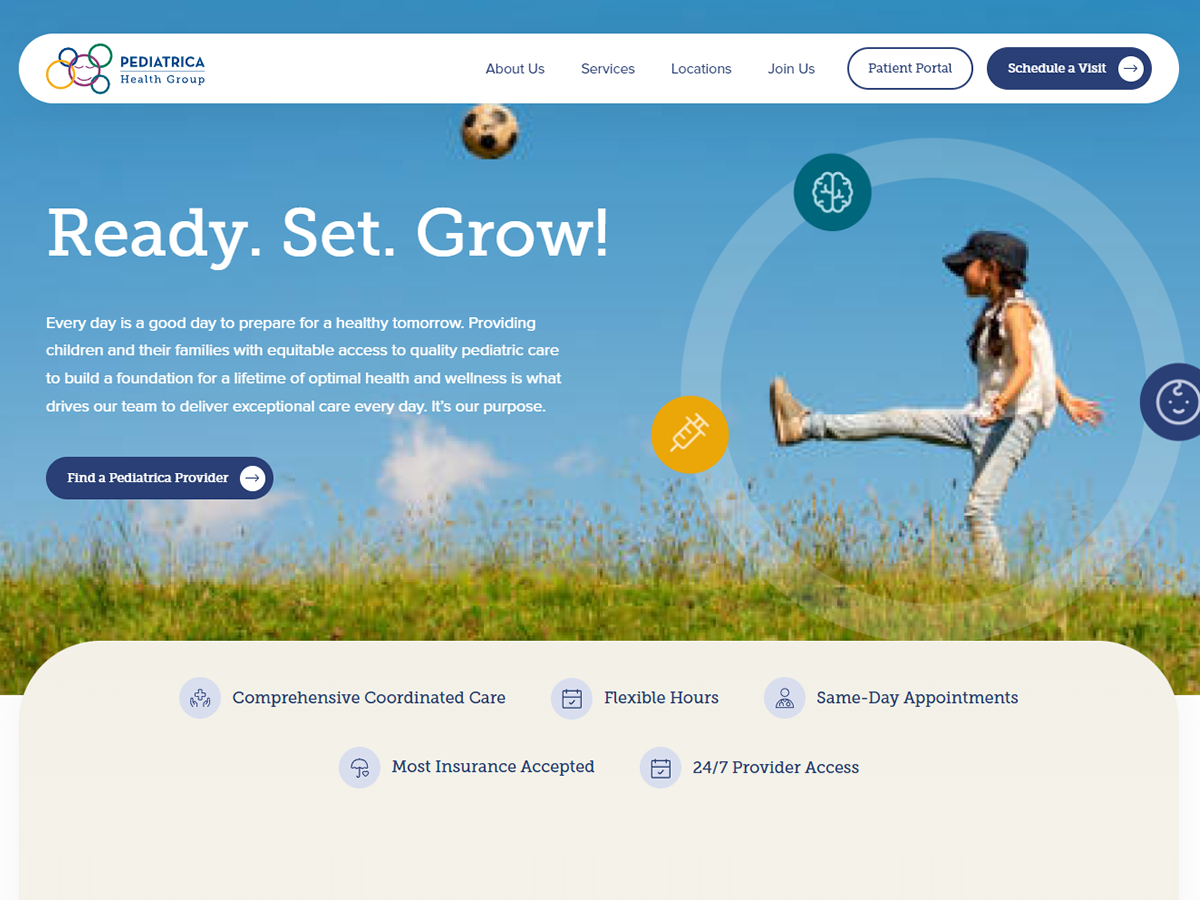 PEDIATRICA
Health Group
About Us
Services
Locations
Join Us
Patient Portal
Schedule a Visit
Ready. Set. Grow!
Every day is a good day to prepare for a healthy tomorrow. Providing
children and their families with equitable access to quality pediatric care
to build a foundation for a lifetime of optimal health and wellness is what
drives our team to deliver exceptional care every day. It’s our purpose.
Find a Pediatrica Provider
Comprehensive Coordinated Care
Flexible Hours
Same-Day Appointments
Most Insurance Accepted
24/7 Provider Access